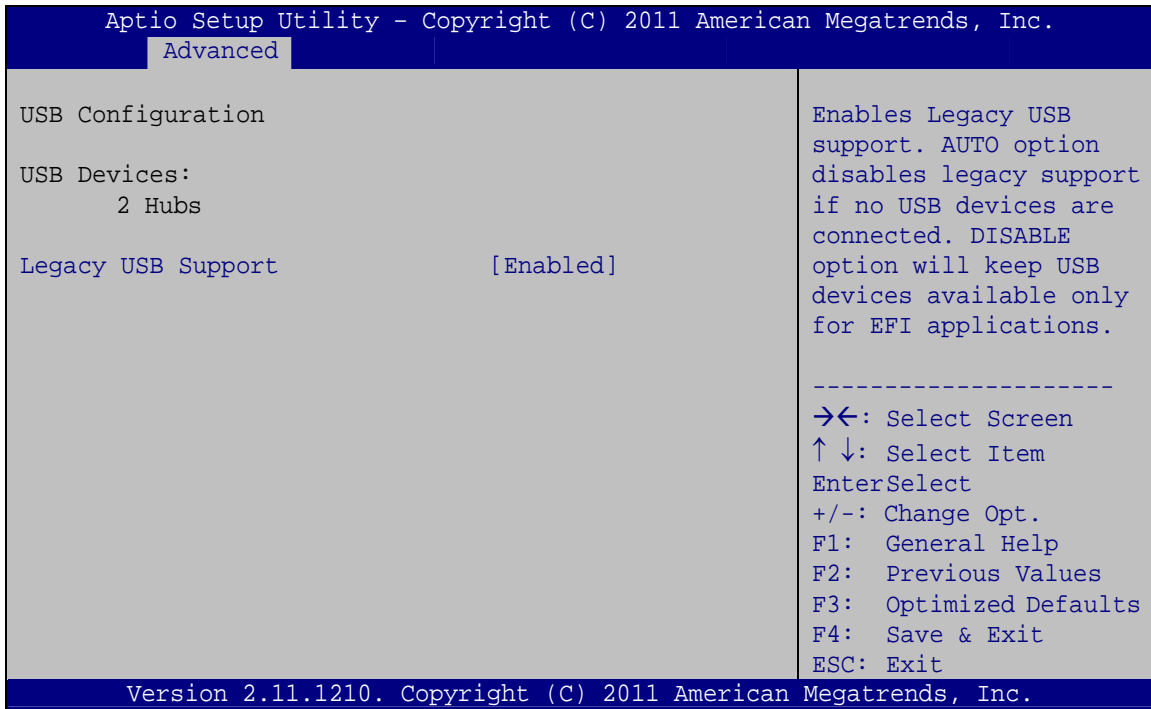 Aptio Setup Utility – Copyright (C) 2011 American Megatrends, Inc.
Advanced
USB Configuration
USB Devices:
2 Hubs
Legacy USB Support [Enabled]
Enables Legacy USB
support. AUTO option
disables legacy support
if no USB devices are
connected. DISABLE
option will keep USB
devices available only
for EFI applications.
---------------------
→←: Select Screen
↑ ↓: Select Item
EnterSelect
+/-: Change Opt.
F1: General Help
F2: Previous Values
F3: Optimized Defaults
F4: Save & Exit
ESC: Exit
Version 2.11.1210. Copyright (C) 2011 American Megatrends, Inc.